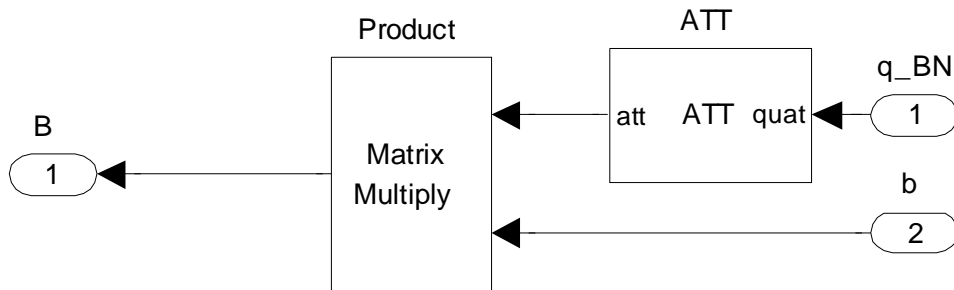 Product
ATT
q_BN
att ATT quat
1
B
1
Matrix
Multiply
b
2